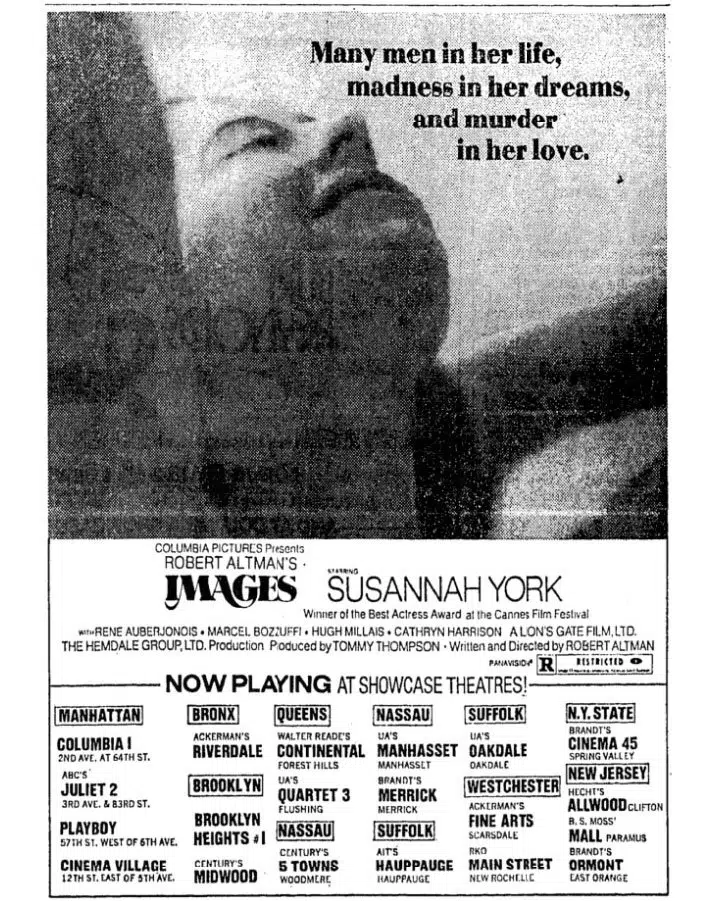 Many men in her life,
madness in her dreams,
and murder
in her love.
COLUMBIA PICTURES Presents
ROBERT ALTMAN'S
IMAGES
STARRING
SUSANNAH YORK
Winner of the Best Actress Award at the Cannes Film Festival
with RENE AUBERJONOIS • MARCEL BOZZUFFI • HUGH MILLAIS • CATHRYN HARRISON A LION'S GATE FILM, LTD.
THE HEMDALE GROUP, LTD. Production Produced by TOMMY THOMPSON • Written and Directed by ROBERT ALTMAN
PANAVISION® R RESTRICTED
NOW PLAYING AT SHOWCASE THEATRES!
MANHATTAN
COLUMBIA I
2ND AVE. AT 64TH ST.
ABC'S
JULIET 2
3RD AVE. & 83RD ST.
PLAYBOY
57TH ST. WEST OF 6TH AVE.
CINEMA VILLAGE
12TH ST. EAST OF 5TH AVE.
BRONX
ACKERMAN'S
RIVERDALE
BROOKLYN
BROOKLYN
HEIGHTS #1
CENTURY'S
MIDWOOD
QUEENS
WALTER READE'S
CONTINENTAL
FOREST HILLS
UA'S
QUARTET 3
FLUSHING
NASSAU
CENTURY'S
5 TOWNS
WOODMERE
NASSAU
UA'S
MANHASSET
MANHASSET
BRANDT'S
MERRICK
MERRICK
SUFFOLK
AIT'S
HAUPPAUGE
HAUPPAUGE
SUFFOLK
UA'S
OAKDALE
OAKDALE
WESTCHESTER
ACKERMAN'S
FINE ARTS
SCARSDALE
RKO
MAIN STREET
NEW ROCHELLE
N.Y. STATE
BRANDT'S
CINEMA 45
SPRING VALLEY
NEW JERSEY
HECHT'S
ALLWOOD CLIFTON
B. S. MOSS'
MALL PARAMUS
BRANDT'S
ORMONT
EAST ORANGE